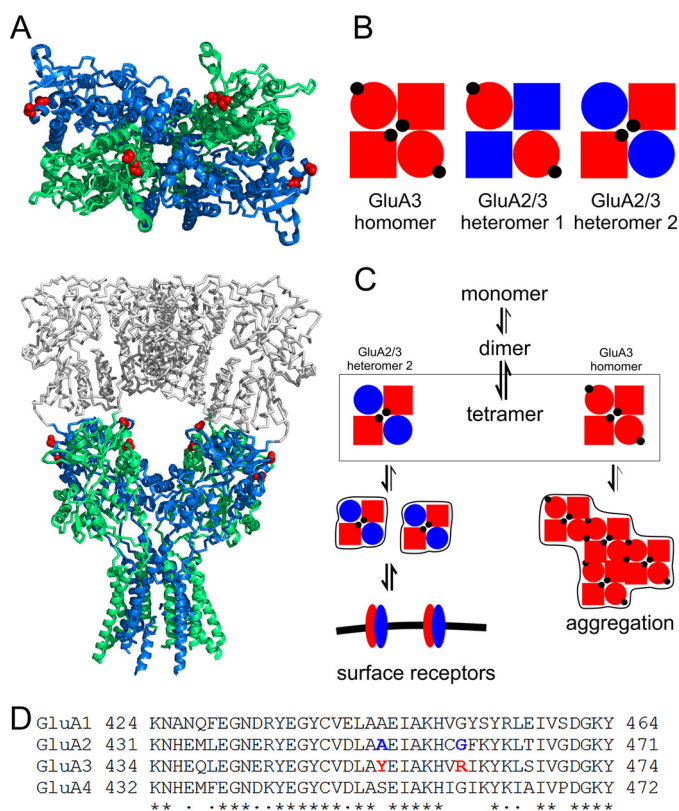 A
B
GluA3
homomer
GluA2/3
heteromer 1
GluA2/3
heteromer 2
C
monomer
dimer
tetramer
GluA2/3
heteromer 2
GluA3
homomer
surface receptors
aggregation
D
GluA1 424 KNANQFEGNDRYEGYCVELAAEIAKHVGYSYRLEIVSDGKY 464
GluA2 431 KNHEMLEGNERYEGYCVDLAAEIAKHCGFKYKLTIVGDGKY 471
GluA3 434 KNHEQLEGNERYEGYCVDLAYEIAKHVRIKYKLSIVGDGKY 474
GluA4 432 KNHEMFEGNDKYEGYCVDLASEIAKHIGIKYKIAIVPDGKY 472
** . .***..******.** *****    *.. ** ****